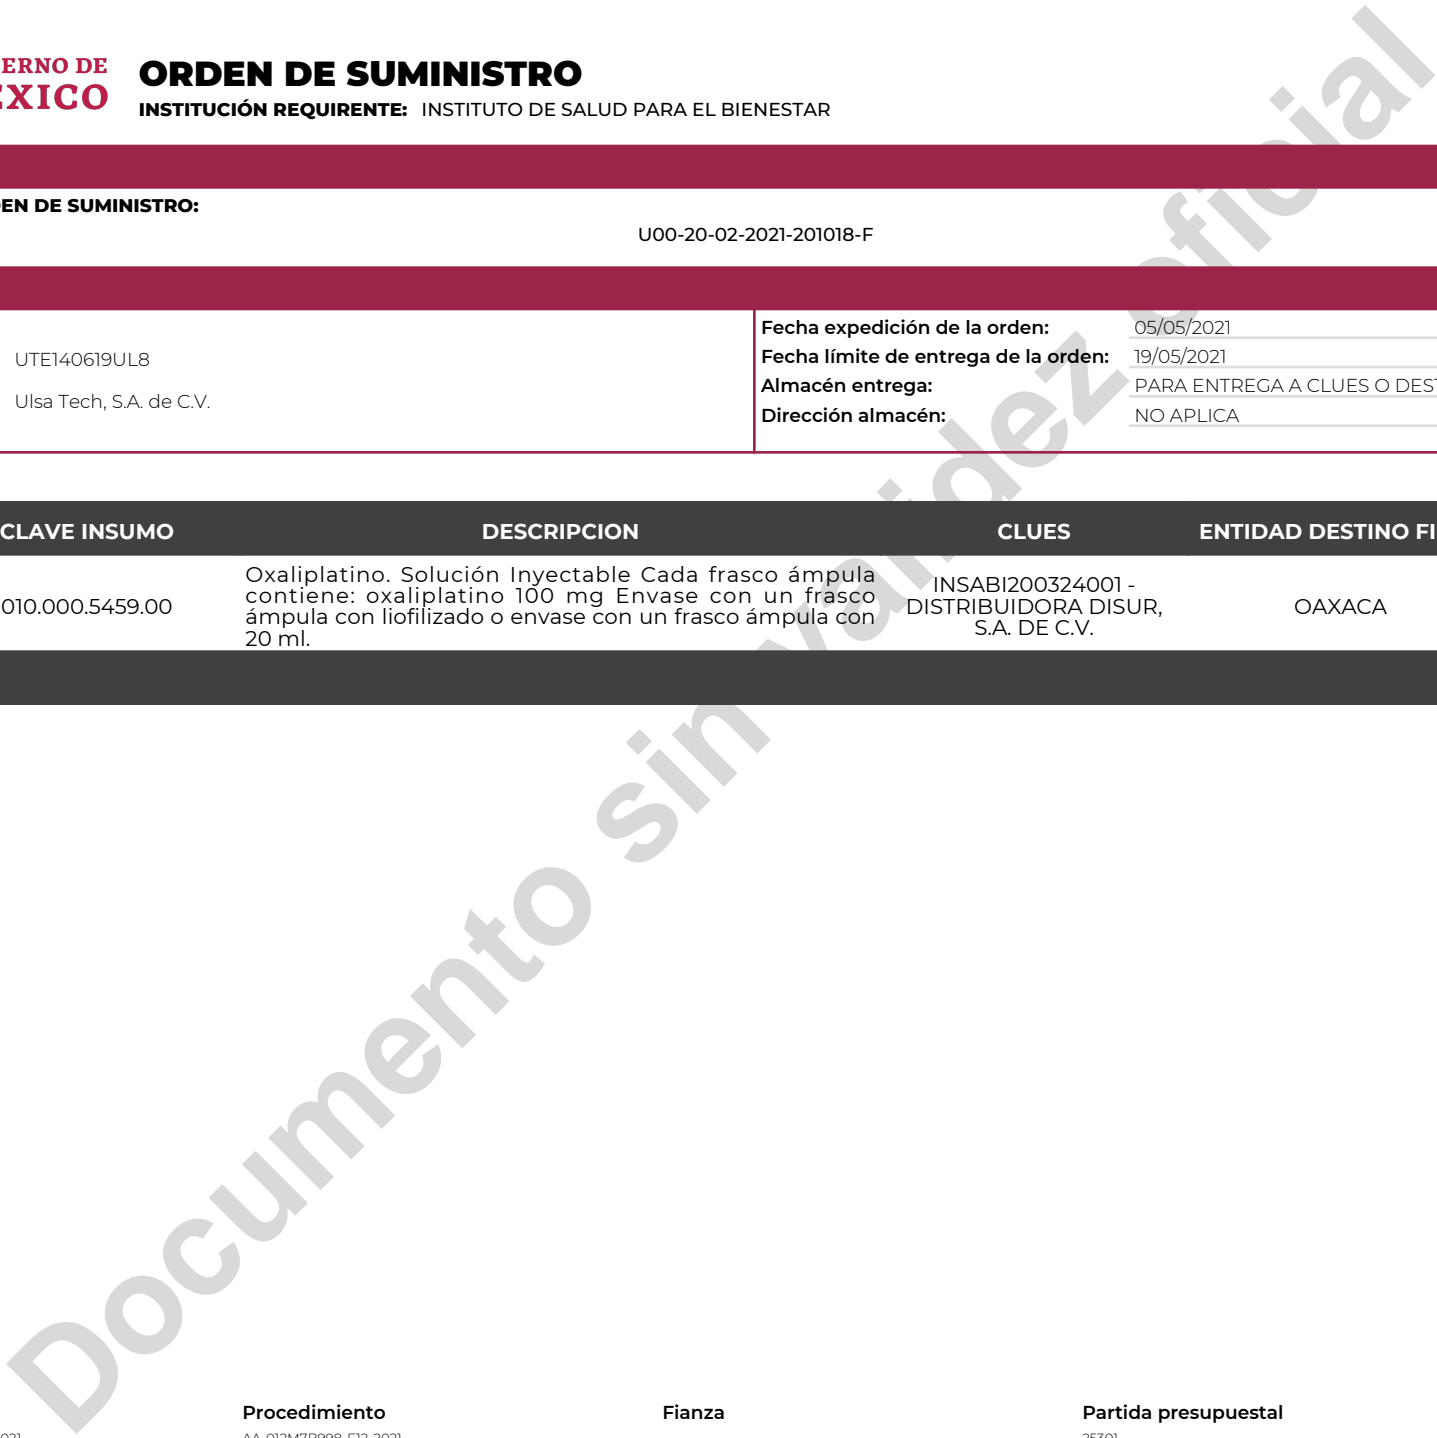 ERNO DE
EXICO
ORDEN DE SUMINISTRO
INSTITUCIÓN REQUIRENTE: INSTITUTO DE SALUD PARA EL BIENESTAR
EN DE SUMINISTRO:
U00-20-02-2021-201018-F
UTE140619UL8
Ulsa Tech, S.A. de C.V.
Fecha expedición de la orden: 05/05/2021
Fecha límite de entrega de la orden: 19/05/2021
Almacén entrega: PARA ENTREGA A CLUES O DEST
Dirección almacén: NO APLICA
CLAVE INSUMO DESCRIPCION CLUES ENTIDAD DESTINO FI
010.000.5459.00
Oxaliplatino. Solución Inyectable Cada frasco ámpula
contiene: oxaliplatino 100 mg Envase con un frasco
ámpula con liofilizado o envase con un frasco ámpula con
20 ml.
INSABI200324001 -
DISTRIBUIDORA DISUR,
S.A. DE C.V.
OAXACA
Documento sin validez oficial
Procedimiento Fianza Partida presupuestal